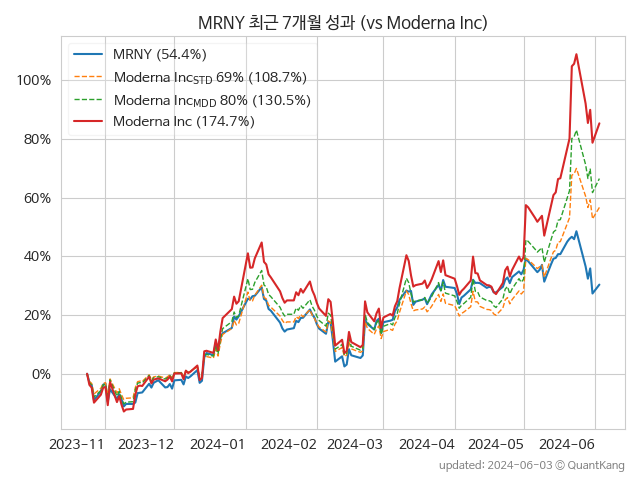 MRNY 최근 7개월 성과 (vs Moderna Inc)
MRNY (54.4%)
Moderna IncSTD 69% (108.7%)
Moderna IncMDD 80% (130.5%)
Moderna Inc (174.7%)
100%
80%
60%
40%
20%
0%
2023-11 2023-12 2024-01 2024-02 2024-03 2024-04 2024-05 2024-06
updated: 2024-06-03 © QuantKang